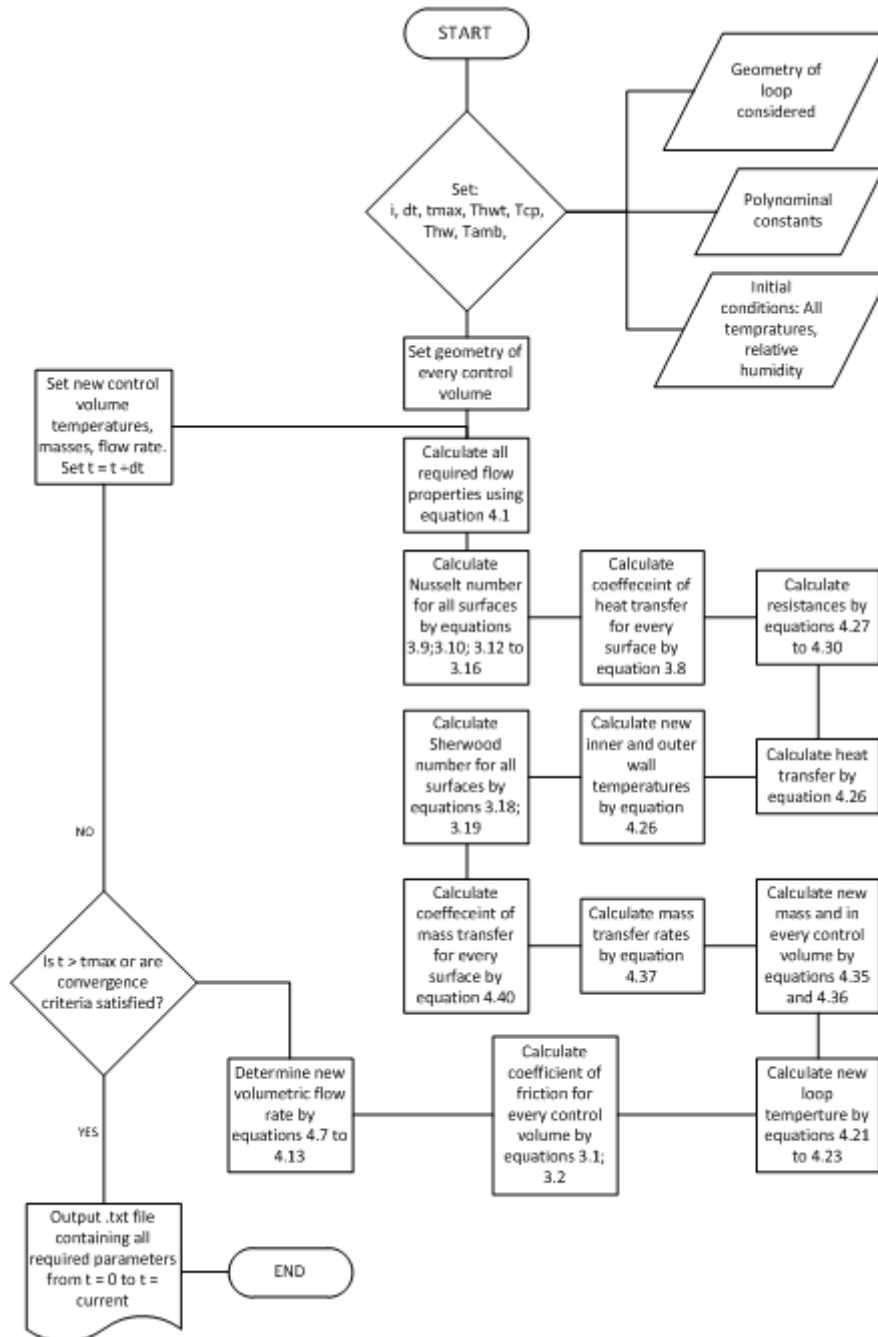 START
Geometry of
loop
considered
Set:
i, dt, tmax, Thwt, Tcp,
Thw, Tamb,
Polynominal
constants
Initial
conditions: All
tempratures,
relative
humidity
Set geometry of
every control
volume
Set new control
volume
temperatures,
masses, flow rate.
Set t = t ÷dt
Calculate all
required flow
properties using
equation 4.1
Calculate
Nusselt number
for all surfaces
by equations
3.9;3.10; 3.12 to
3.16
Calculate
coeffeceint of
heat transfer
for every
surface by
equation 3.8
Calculate
resistances by
equations 4.27
to 4.30
Calculate heat
transfer by
equation 4.26
Calculate new
inner and outer
wall
temperatures
by equation
4.26
Calculate
Sherwood
number for all
surfaces by
equations 3.18;
3.19
Calculate
coeffeceint of
mass transfer
for every
surface by
equation 4.40
Calculate mass
transfer rates
by equation
4.37
Calculate new
mass and in
every control
volume by
equations 4.35
and 4.36
Calculate new
loop
temperture by
equations 4.21
to 4.23
Calculate
coefficient of
friction for
every control
volume by
equations 3.1;
3.2
Determine new
volumetric flow
rate by
equations 4.7 to
4.13
Is t > tmax or are
convergence
criteria satisfied?
NO
YES
Output .txt file
containing all
required parameters
from t = 0 to t =
current
END